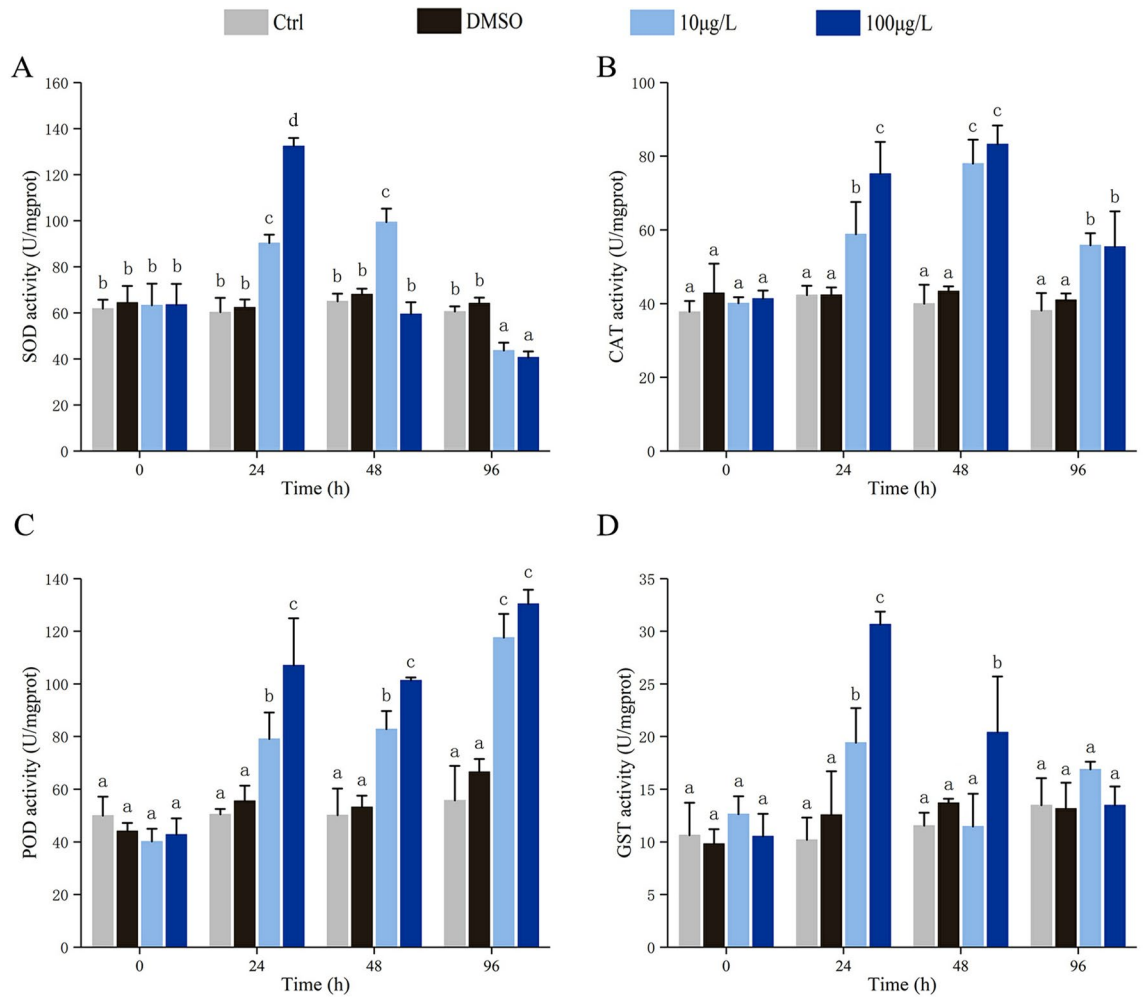 Ctrl DMSO 10μg/L 100μg/L
A
SOD activity (U/mgprot)
160
140
120
100
80
60
40
20
0
b b b b
b b c d
b b c b
b b a a
0 24 48 96
Time (h)
B
CAT activity (U/mgprot)
100
80
60
40
20
0
a a a a
a a b c
a a c c
a a b b
0 24 48 96
Time (h)
C
POD activity (U/mgprot)
140
120
100
80
60
40
20
0
a a a a
a a b c
a a b c
a a c c
0 24 48 96
Time (h)
D
GST activity (U/mgprot)
35
30
25
20
15
10
5
0
a a a a
a a b c
a a a b
a a a a
0 24 48 96
Time (h)